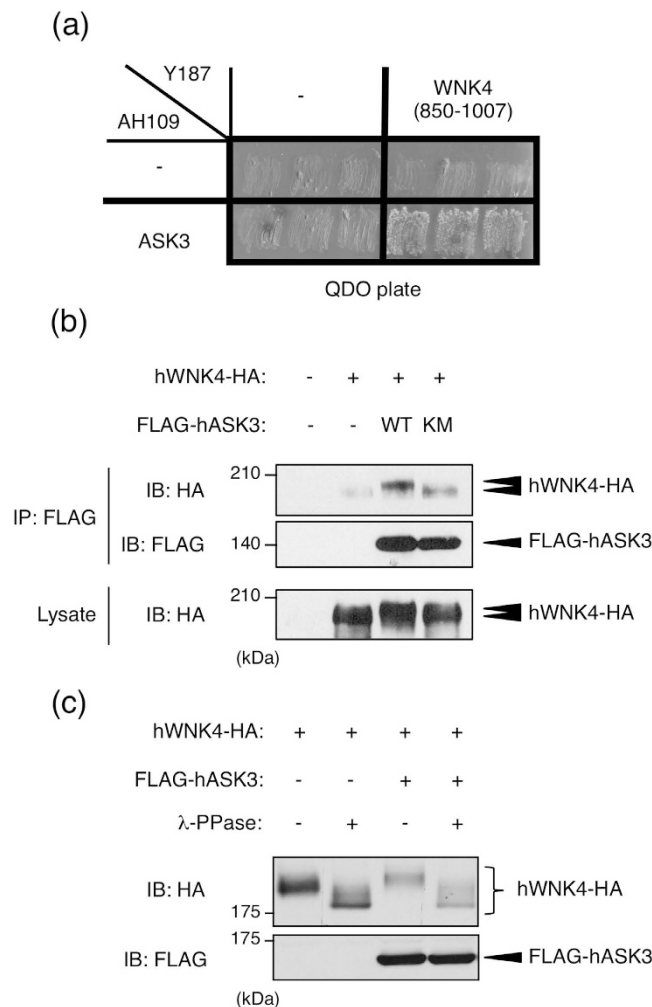 (a)
Y187
AH109
-
WNK4
(850-1007)
-
ASK3
QDO plate
(b)
hWNK4-HA: - + + +
FLAG-hASK3: - - WT KM
210
IP: FLAG
IB: HA
hWNK4-HA
IB: FLAG
140
FLAG-hASK3
210
Lysate
IB: HA
hWNK4-HA
(kDa)
(c)
hWNK4-HA: + + + +
FLAG-hASK3: - - + +
λ-PPase: - + - +
IB: HA
hWNK4-HA
175
175
IB: FLAG
FLAG-hASK3
(kDa)